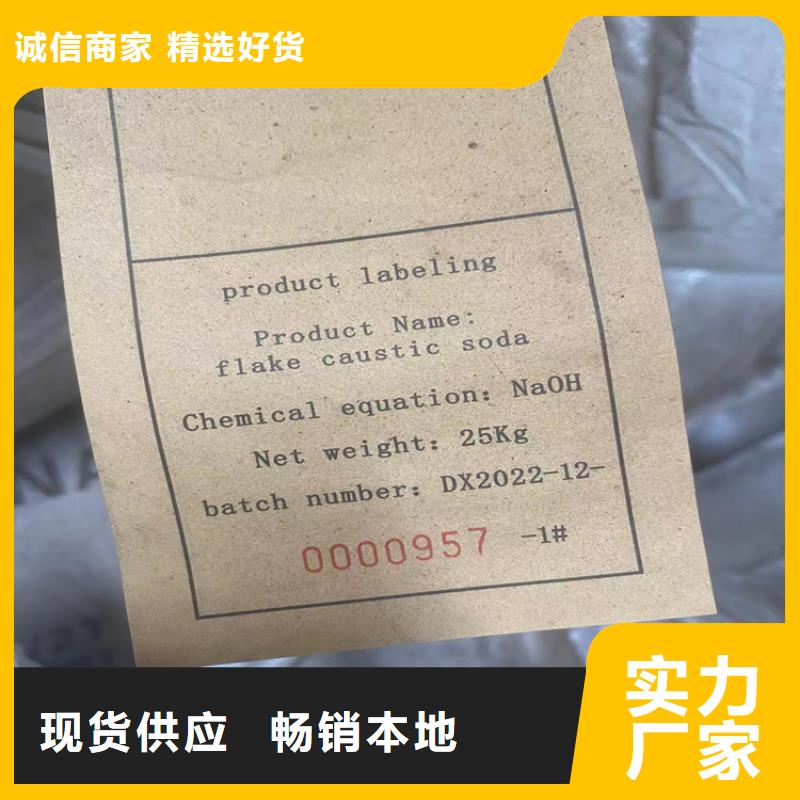 诚信商家 精选好货
product labeling
Product Name:
flake caustic soda
Chemical equation: NaOH
Net weight: 25Kg
batch number: DX2022-12-
0000957 -1#
现货供应 畅销本地
实力
厂家